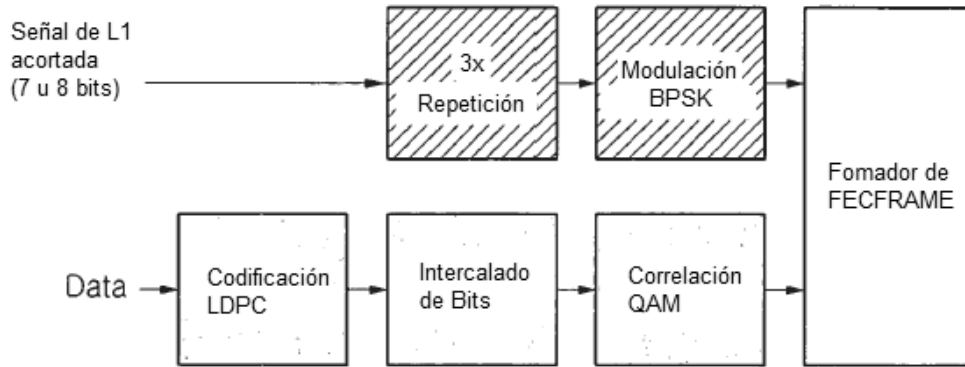 Señal de L1
acortada
(7 u 8 bits)
3x
Repetición
Modulación
BPSK
Fomador de
FECFRAME
Data
Codificación
LDPC
Intercalado
de Bits
Correlación
QAM